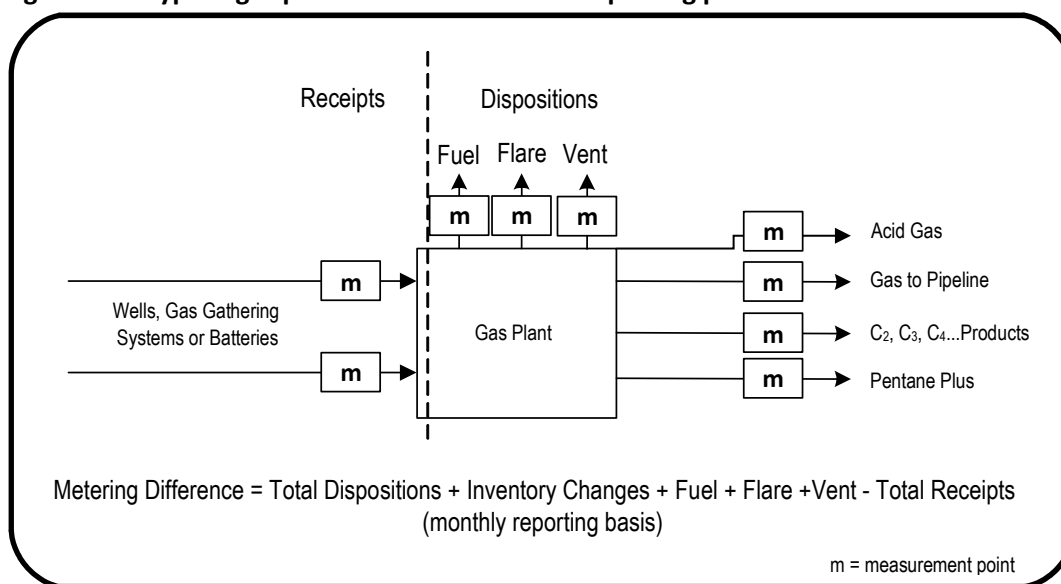 Receipts
Dispositions
Fuel Flare Vent
m m m
m Acid Gas
m
Wells, Gas Gathering
Systems or Batteries
m
Gas Plant
m Gas to Pipeline
m C₂, C₃, C₄...Products
m Pentane Plus
Metering Difference = Total Dispositions + Inventory Changes + Fuel + Flare +Vent - Total Receipts
(monthly reporting basis)
m = measurement point